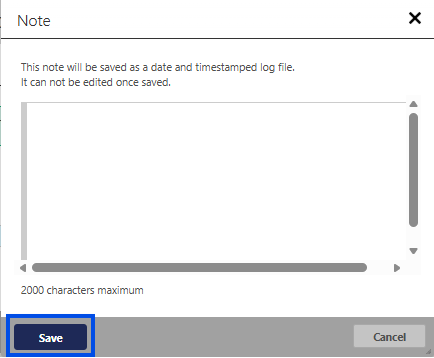 Note
This note will be saved as a date and timestamped log file.
It can not be edited once saved.
2000 characters maximum
Save
Cancel